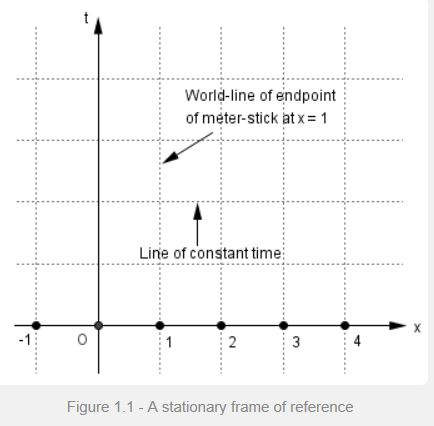 t
World-line of endpoint
of meter-stick at x = 1
Line of constant time
x
-1 O 1 2 3 4
Figure 1.1 - A stationary frame of reference